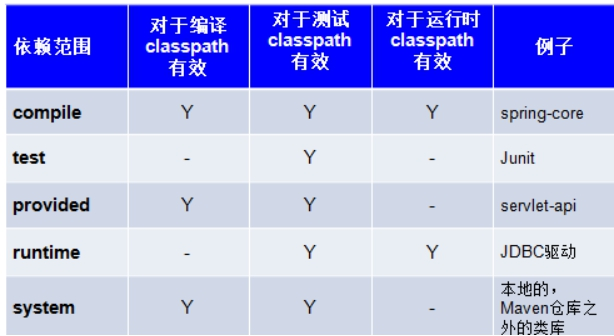 依赖范围
对于编译
classpath
有效
对于测试
classpath
有效
对于运行时
classpath
有效
例子
compile Y Y Y spring-core
test - Y - Junit
provided Y Y - servlet-api
runtime - Y Y JDBC驱动
system Y Y - 本地的，
Maven仓库之
外的类库